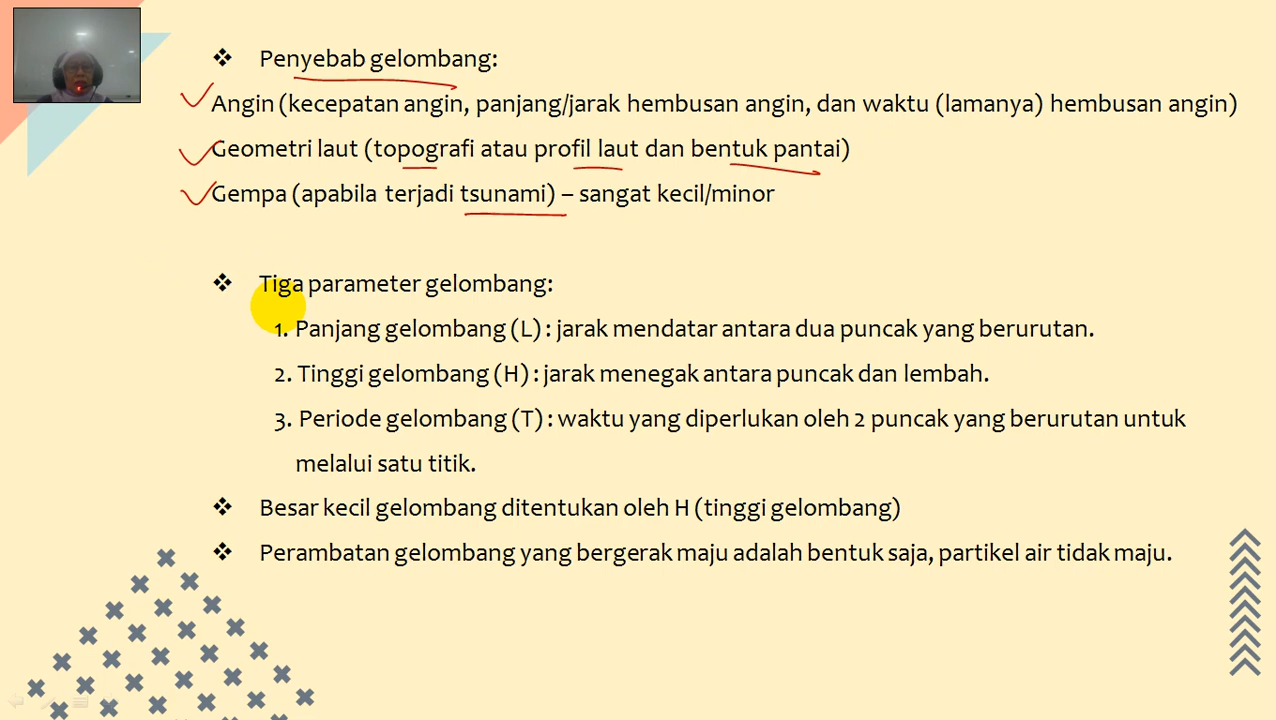 ❖ Penyebab gelombang:
Angin (kecepatan angin, panjang/jarak hembusan angin, dan waktu (lamanya) hembusan angin)
Geometri laut (topografi atau profil laut dan bentuk pantai)
Gempa (apabila terjadi tsunami) – sangat kecil/minor
❖ Tiga parameter gelombang:
1. Panjang gelombang (L) : jarak mendatar antara dua puncak yang berurutan.
2. Tinggi gelombang (H) : jarak menegak antara puncak dan lembah.
3. Periode gelombang (T) : waktu yang diperlukan oleh 2 puncak yang berurutan untuk
melalui satu titik.
❖ Besar kecil gelombang ditentukan oleh H (tinggi gelombang)
❖ Perambatan gelombang yang bergerak maju adalah bentuk saja, partikel air tidak maju.